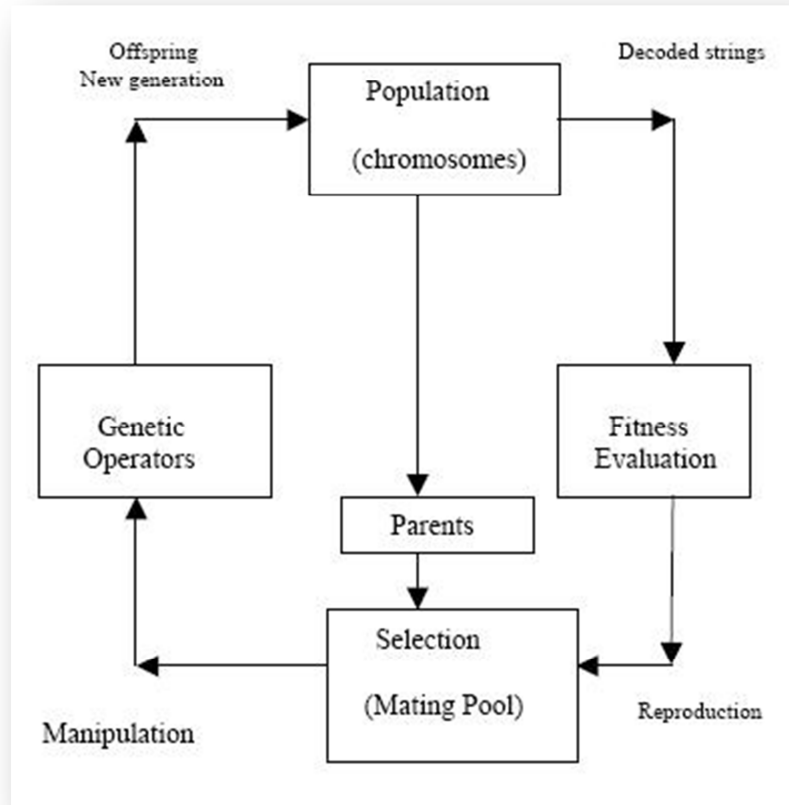 Offspring
New generation
Decoded strings
Population
(chromosomes)
Genetic
Operators
Fitness
Evaluation
Parents
Selection
(Mating Pool)
Manipulation
Reproduction